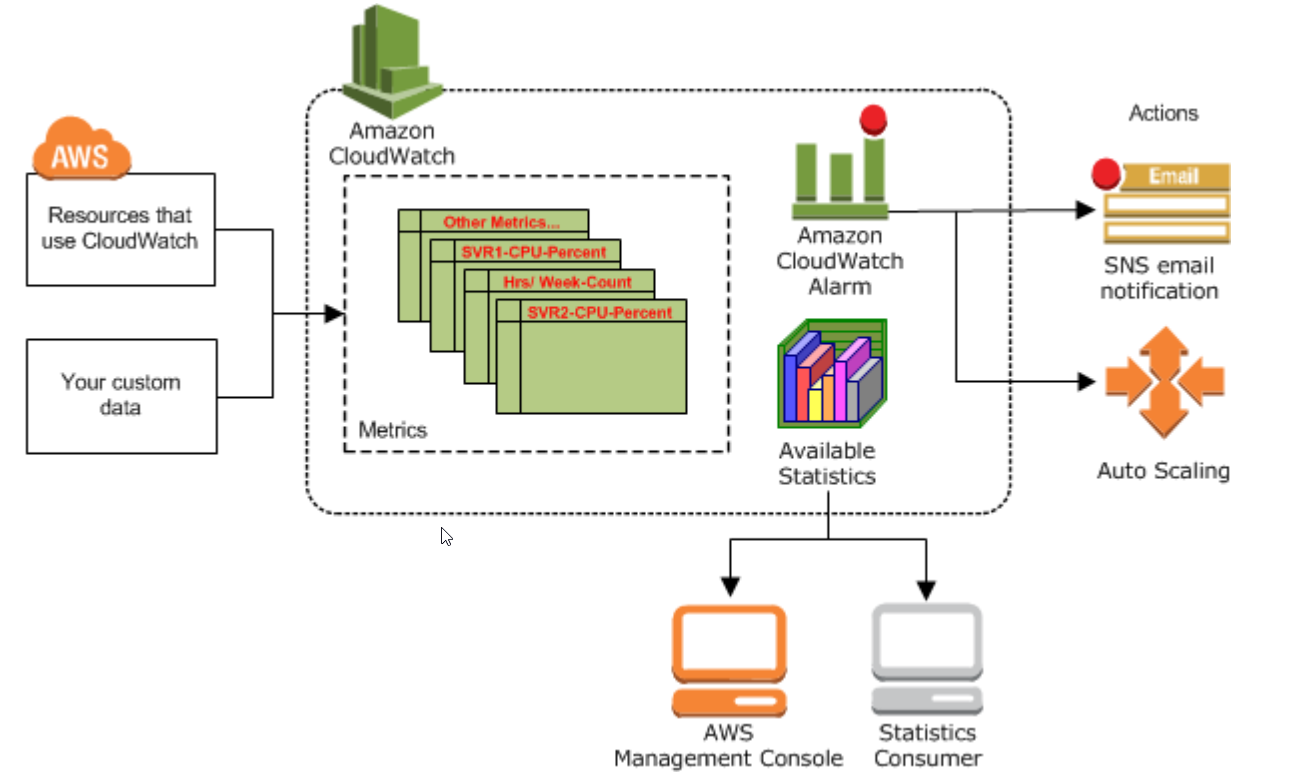 Amazon
CloudWatch
AWS
Resources that
use CloudWatch
Your custom
data
Other Metrics...
SVR1-CPU-Percent
Hrs/ Week-Count
SVR2-CPU-Percent
Metrics
Amazon
CloudWatch
Alarm
Available
Statistics
Actions
Email
SNS email
notification
Auto Scaling
AWS
Management Console
Statistics
Consumer